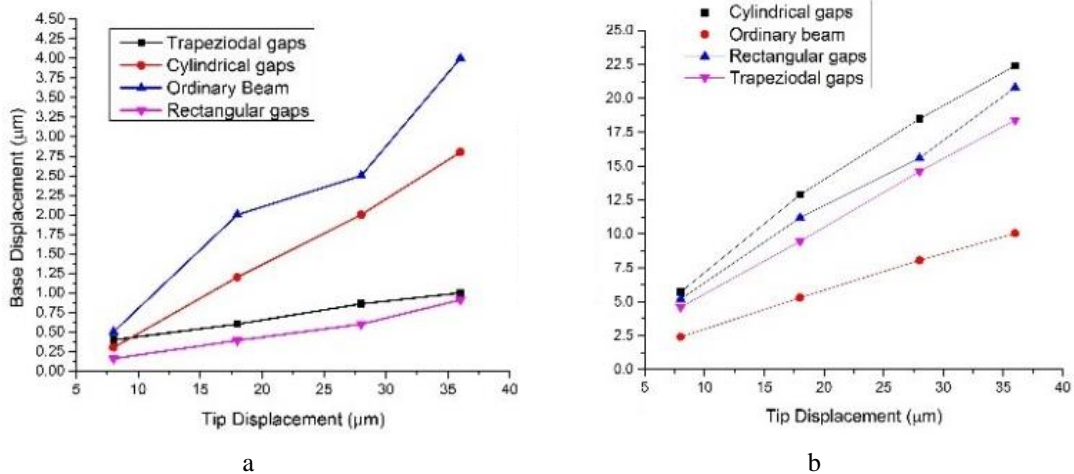 4.50
4.25
4.00
3.75
3.50
3.25
3.00
2.75
2.50
2.25
2.00
1.75
1.50
1.25
1.00
0.75
0.50
0.25
0.00
Base Displacement (μm)
Trapeziodal gaps
Cylindrical gaps
Ordinary Beam
Rectangular gaps
5 10 15 20 25 30 35 40
Tip Displacement (μm)
a
Cylindrical gaps
Ordinary beam
Rectangular gaps
Trapeziodal gaps
25.0
22.5
20.0
17.5
15.0
12.5
10.0
7.5
5.0
2.5
0.0
5 10 15 20 25 30 35 40
Tip Displacement (μm)
b